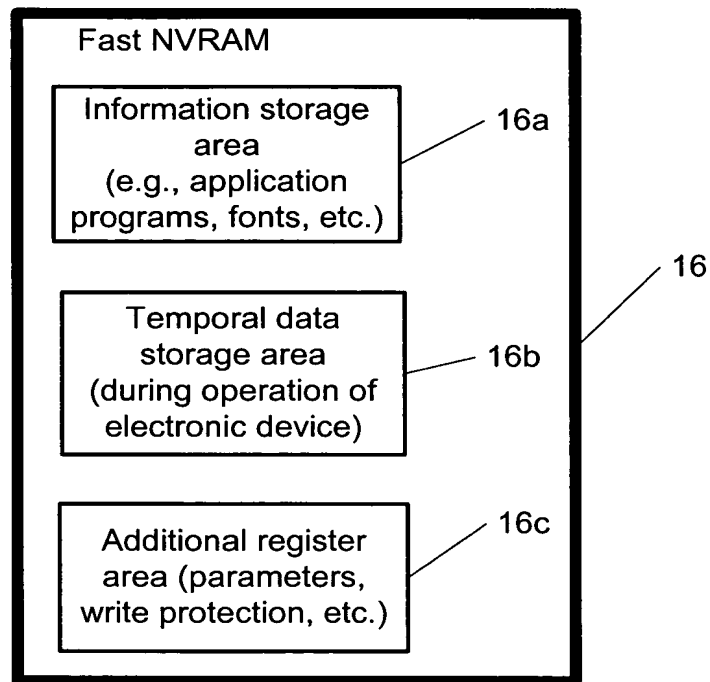 Fast NVRAM
Information storage
area
(e.g., application
programs, fonts, etc.)
16a
16
Temporal data
storage area
(during operation of
electronic device)
16b
Additional register
area (parameters,
write protection, etc.)
16c